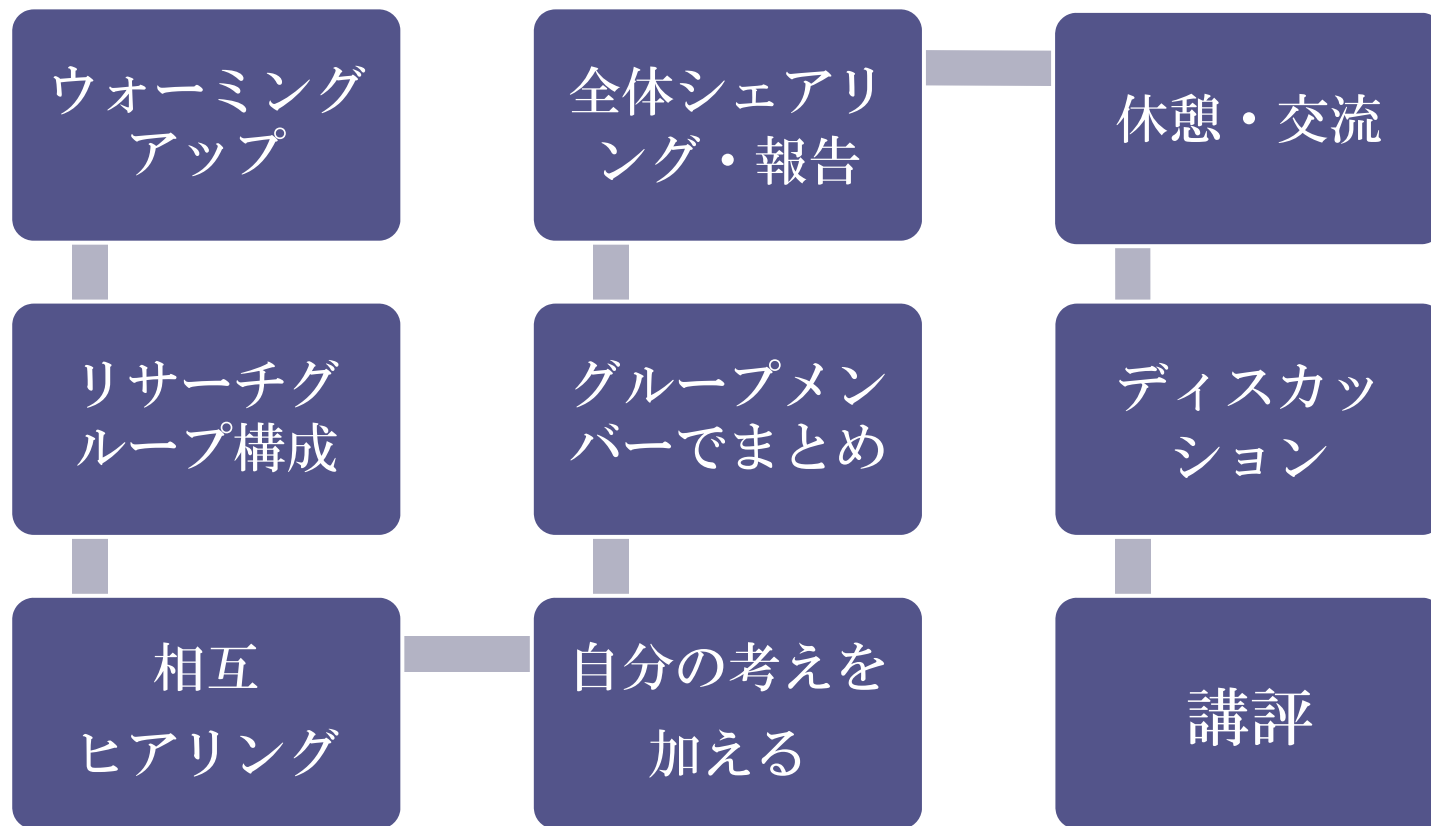 ウォーミング
アップ
リサーチグ
ループ構成
相互
ヒアリング
自分の考えを
加える
グループメン
バーでまとめ
全体シェアリ
ング・報告
休憩・交流
ディスカッ
ション
講評